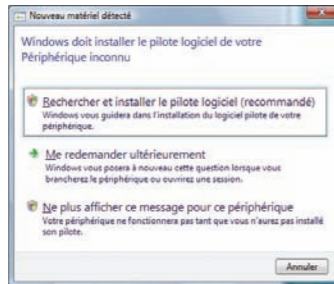 Nouveau matériel détecté
Windows doit installer le pilote logiciel de votre
Périphérique inconnu
Rechercher et installer le pilote logiciel (recommandé)
Windows vous guidera dans l'installation du logiciel pilote de votre
périphérique.
Me redemander ultérieurement
Windows vous posera à nouveau cette question lorsque vous
brancherez le périphérique ou ouvrirez une session.
Ne plus afficher ce message pour ce périphérique
Votre périphérique ne fonctionnera pas tant que vous n'aurez pas installé
son pilote.
Annuler